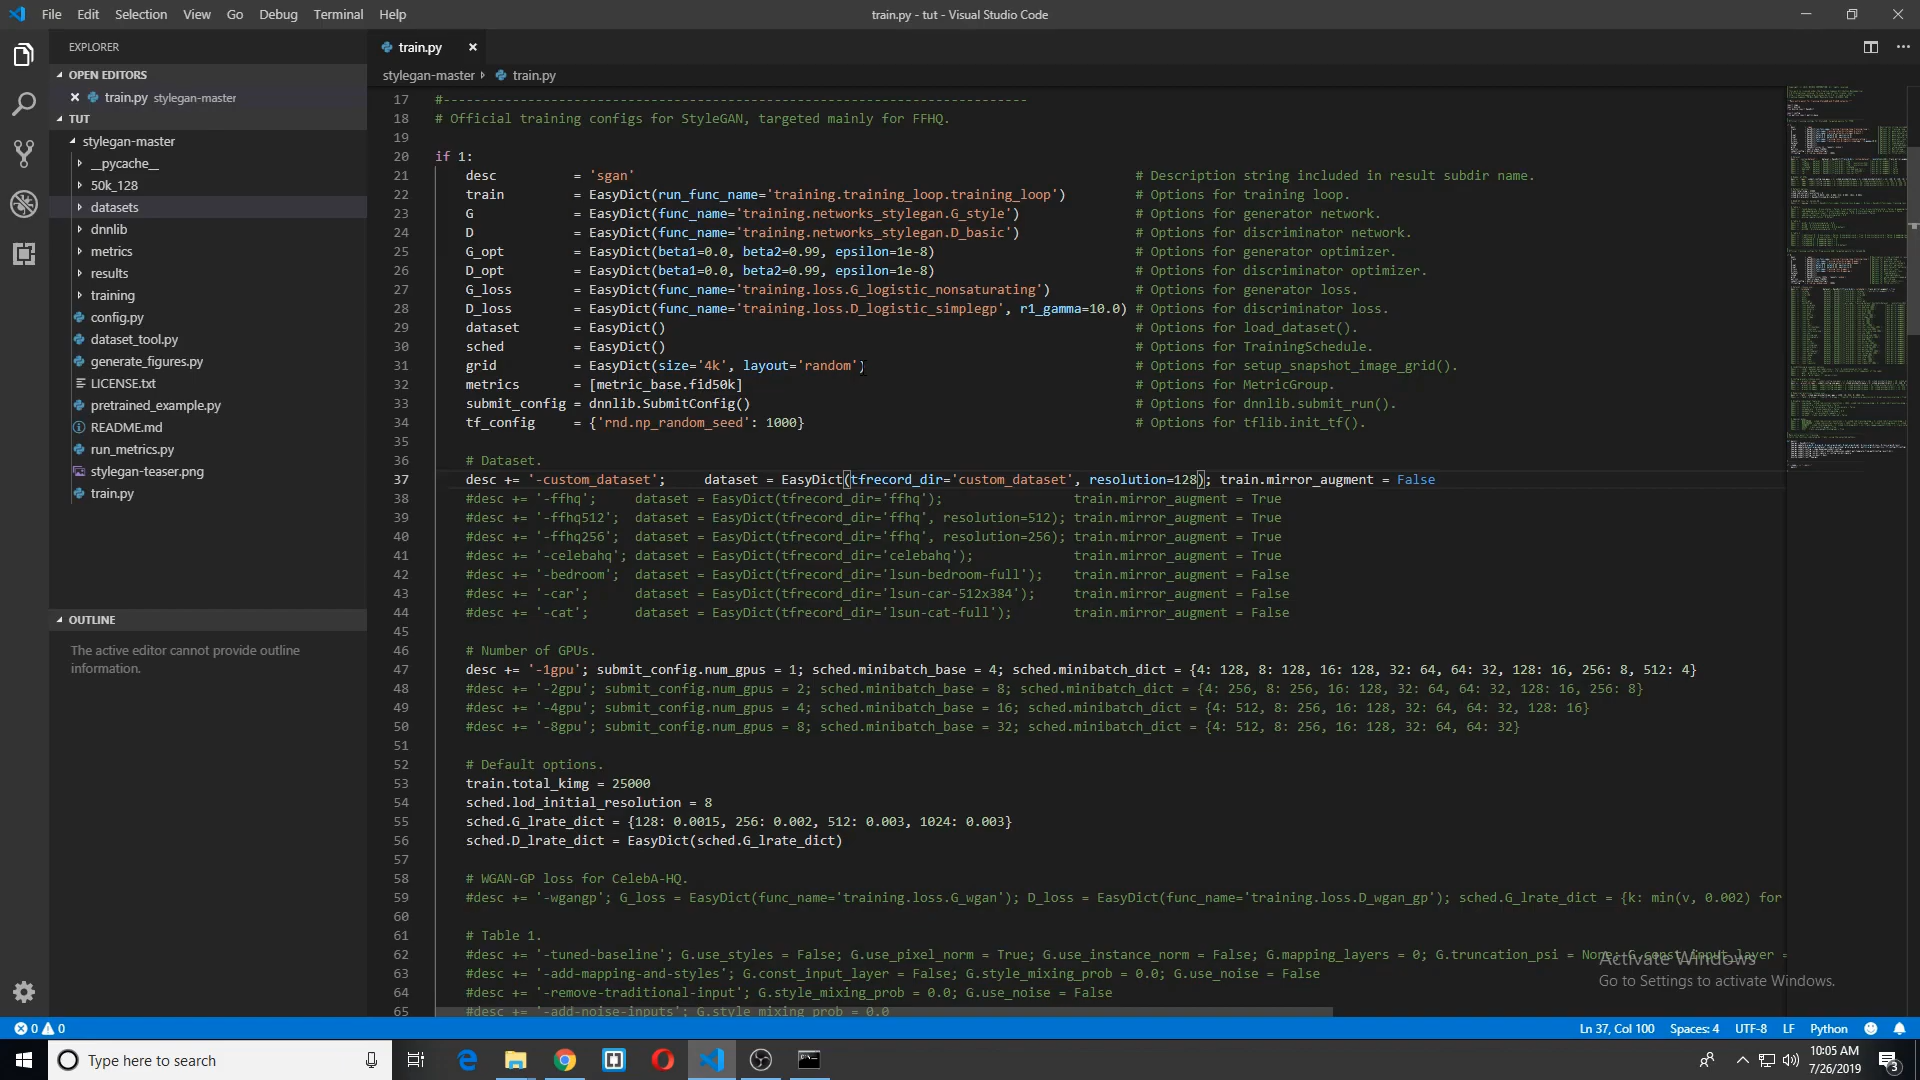 File Edit Selection View Go Debug Terminal Help
train.py - tut - Visual Studio Code
EXPLORER
OPEN EDITORS
train.py stylegan-master
TUT
stylegan-master
__pycache__
50k_128
datasets
dnnlib
metrics
results
training
config.py
dataset_tool.py
generate_figures.py
LICENSE.txt
pretrained_example.py
README.md
run_metrics.py
stylegan-teaser.png
train.py
OUTLINE
The active editor cannot provide outline
information.
train.py
stylegan-master train.py
17 #----------------------------------------------------------------------------
18 # Official training configs for StyleGAN, targeted mainly for FFHQ.
19
20 if 1:
21 desc = 'sgan' # Description string included in result subdir name.
22 train = EasyDict(run_func_name='training.training_loop.training_loop') # Options for training loop.
23 G = EasyDict(func_name='training.networks_stylegan.G_style') # Options for generator network.
24 D = EasyDict(func_name='training.networks_stylegan.D_basic') # Options for discriminator network.
25 G_opt = EasyDict(beta1=0.0, beta2=0.99, epsilon=1e-8) # Options for generator optimizer.
26 D_opt = EasyDict(beta1=0.0, beta2=0.99, epsilon=1e-8) # Options for discriminator optimizer.
27 G_loss = EasyDict(func_name='training.loss.G_logistic_nonsaturating') # Options for generator loss.
28 D_loss = EasyDict(func_name='training.loss.D_logistic_simplegp', r1_gamma=10.0) # Options for discriminator loss.
29 dataset = EasyDict() # Options for load_dataset().
30 sched = EasyDict() # Options for TrainingSchedule.
31 grid = EasyDict(size='4k', layout='random') # Options for setup_snapshot_image_grid().
32 metrics = [metric_base.fid50k] # Options for MetricGroup.
33 submit_config = dnnlib.SubmitConfig() # Options for dnnlib.submit_run().
34 tf_config = {'rnd.np_random_seed': 1000} # Options for tflib.init_tf().
35
36 # Dataset.
37 desc += '-custom_dataset'; dataset = EasyDict(tfrecord_dir='custom_dataset', resolution=128); train.mirror_augment = False
38 #desc += '-ffhq'; dataset = EasyDict(tfrecord_dir='ffhq'); train.mirror_augment = True
39 #desc += '-ffhq512'; dataset = EasyDict(tfrecord_dir='ffhq', resolution=512); train.mirror_augment = True
40 #desc += '-ffhq256'; dataset = EasyDict(tfrecord_dir='ffhq', resolution=256); train.mirror_augment = True
41 #desc += '-celebahq'; dataset = EasyDict(tfrecord_dir='celebahq'); train.mirror_augment = True
42 #desc += '-bedroom'; dataset = EasyDict(tfrecord_dir='lsun-bedroom-full'); train.mirror_augment = False
43 #desc += '-car'; dataset = EasyDict(tfrecord_dir='lsun-car-512x384'); train.mirror_augment = False
44 #desc += '-cat'; dataset = EasyDict(tfrecord_dir='lsun-cat-full'); train.mirror_augment = False
45
46 # Number of GPUs.
47 desc += '-1gpu'; submit_config.num_gpus = 1; sched.minibatch_base = 4; sched.minibatch_dict = {4: 128, 8: 128, 16: 128, 32: 64, 64: 32, 128: 16, 256: 8, 512: 4}
48 #desc += '-2gpu'; submit_config.num_gpus = 2; sched.minibatch_base = 8; sched.minibatch_dict = {4: 256, 8: 256, 16: 128, 32: 64, 64: 32, 128: 16, 256: 8}
49 #desc += '-4gpu'; submit_config.num_gpus = 4; sched.minibatch_base = 16; sched.minibatch_dict = {4: 512, 8: 256, 16: 128, 32: 64, 64: 32, 128: 16}
50 #desc += '-8gpu'; submit_config.num_gpus = 8; sched.minibatch_base = 32; sched.minibatch_dict = {4: 512, 8: 256, 16: 128, 32: 64, 64: 32}
51
52 # Default options.
53 train.total_kimg = 25000
54 sched.lod_initial_resolution = 8
55 sched.G_lrate_dict = {128: 0.0015, 256: 0.002, 512: 0.003, 1024: 0.003}
56 sched.D_lrate_dict = EasyDict(sched.G_lrate_dict)
57
58 # WGAN-GP loss for CelebA-HQ.
59 #desc += '-wgangp'; G_loss = EasyDict(func_name='training.loss.G_wgan'); D_loss = EasyDict(func_name='training.loss.D_wgan_gp'); sched.G_lrate_dict = {k: min(v, 0.002) for
60
61 # Table 1.
62 #desc += '-tuned-baseline'; G.use_styles = False; G.use_pixel_norm = True; G.use_instance_norm = False; G.mapping_layers = 0; G.truncation_psi = None; G.const_input_layer =
63 #desc += '-add-mapping-and-styles'; G.const_input_layer = False; G.style_mixing_prob = 0.0; G.use_noise = False
64 #desc += '-remove-traditional-input'; G.style_mixing_prob = 0.0; G.use_noise = False
65 #desc += '-add-noise-inputs'; G.style_mixing_prob = 0.0
Activate Windows
Go to Settings to activate Windows.
0 0
Ln 37, Col 100 Spaces: 4 UTF-8 LF Python
Type here to search
10:05 AM
7/26/2019
3